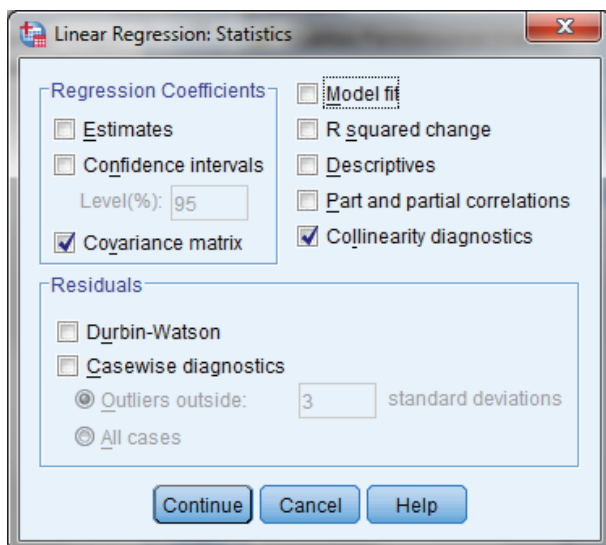 Linear Regression: Statistics
Regression Coefficients
Estimates
Confidence intervals
Level(%): 95
Covariance matrix
Model fit
R squared change
Descriptives
Part and partial correlations
Collinearity diagnostics
Residuals
Durbin-Watson
Casewise diagnostics
Outliers outside: 3 standard deviations
All cases
Continue Cancel Help